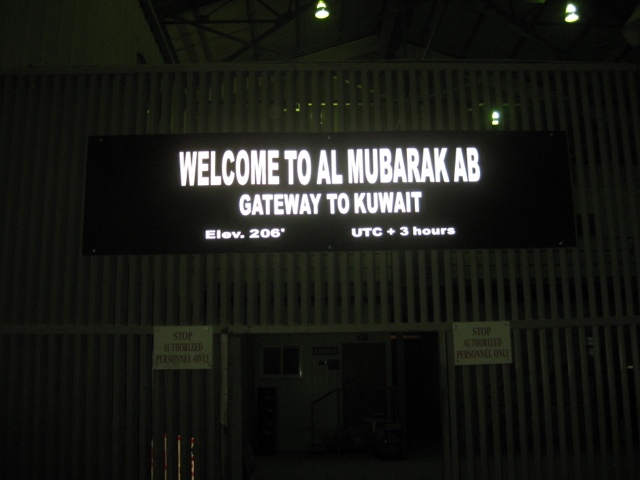 WELCOME TO AL MUBARAK AB
GATEWAY TO KUWAIT
Elev. 206' UTC + 3 hours
STOP
AUTHORIZED
PERSONNEL ONLY
STOP
AUTHORIZED
PERSONNEL ONLY